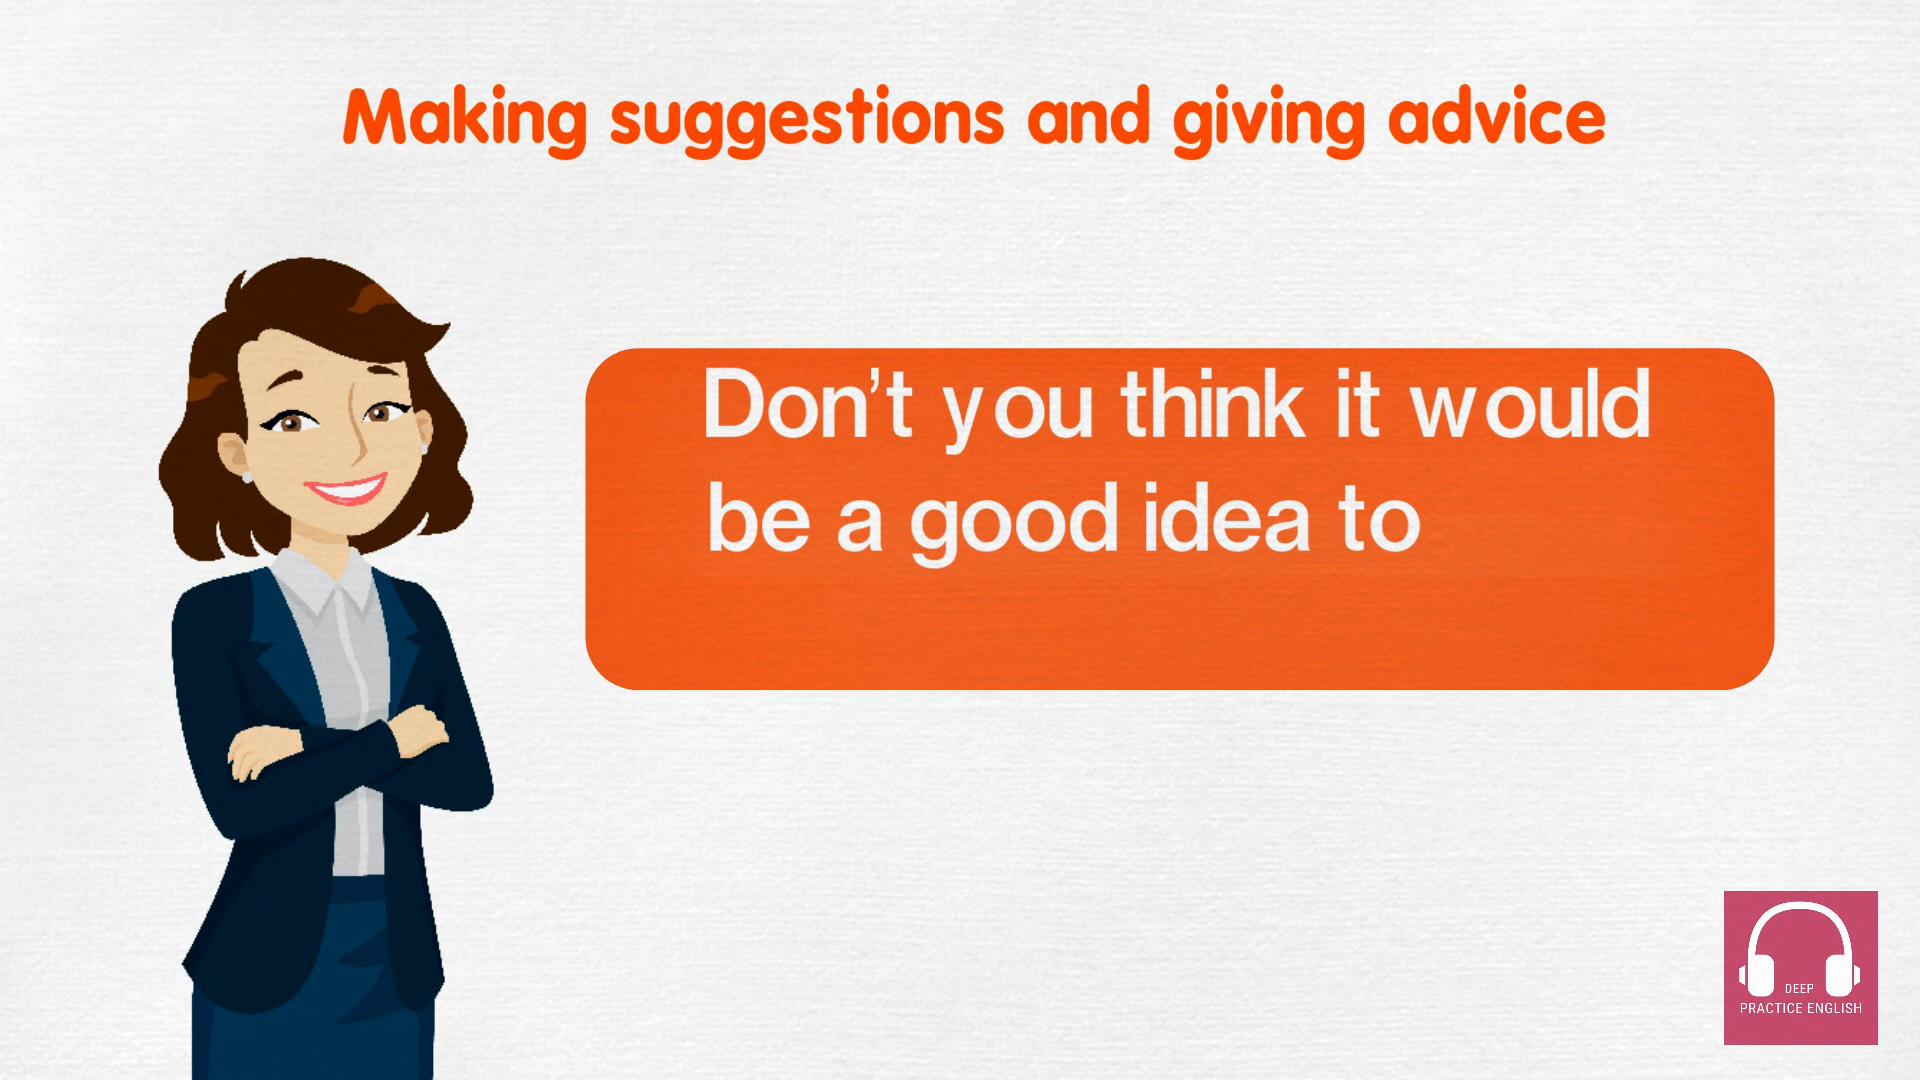 Making suggestions and giving advice
Don’t you think it would
be a good idea to
DEEP
PRACTICE ENGLISH